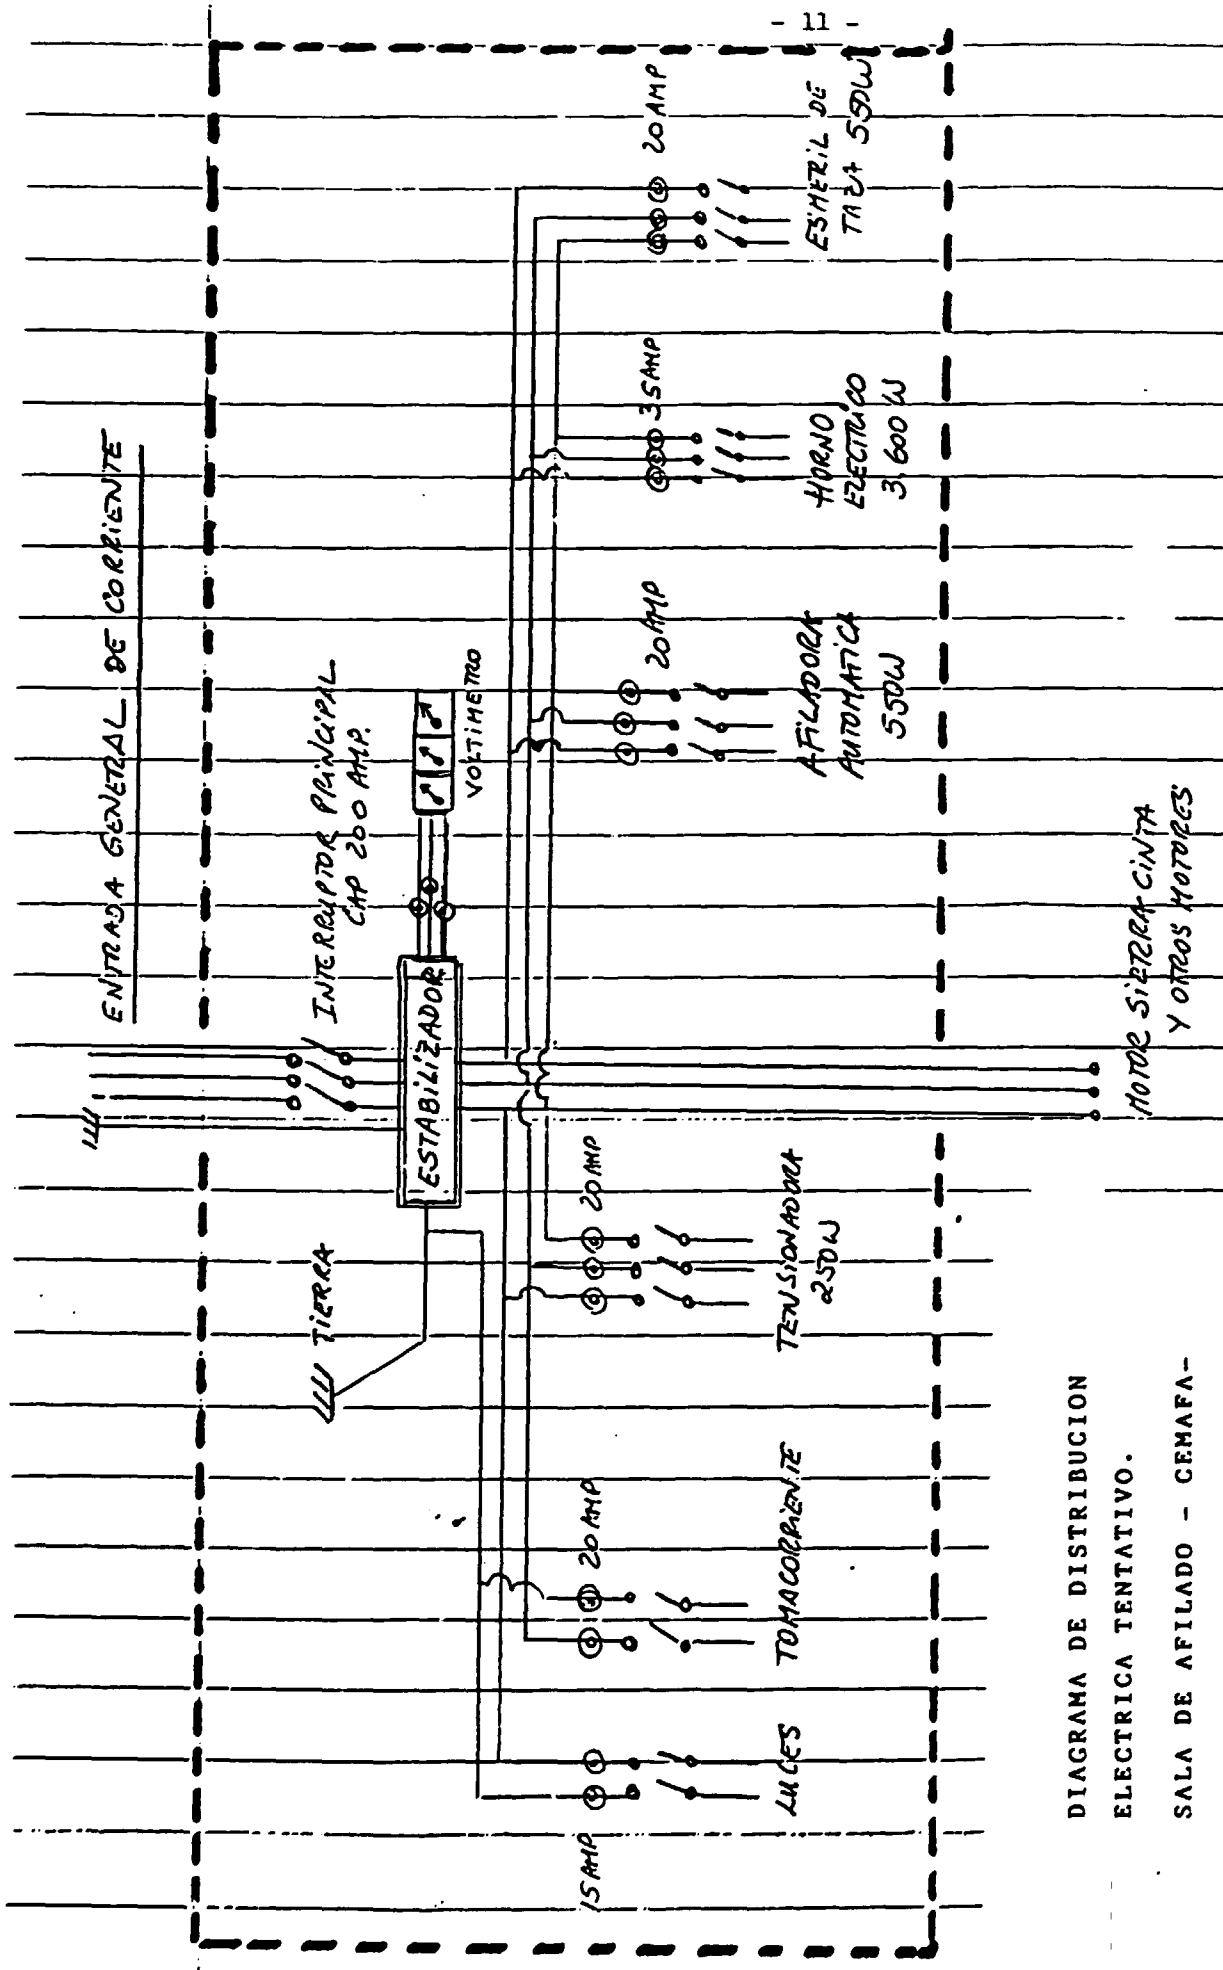 - 11 -
ENTRADA GENERAL DE CORRIENTE
INTERRUPTOR PRINCIPAL
CAP 200 AMP.
TIERRA
ESTABILIZADOR
VOLTIMETRO
15 AMP
20 AMP
20 AMP
20 AMP
35 AMP
20 AMP
LUCES
TOMACORRIENTE
TENSIONADORA
250W
AFILADORA
AUTOMATICA
550W
HORNO
ELECTRICO
3.600W
ESMERIL DE
TAZA 550W
MOTOR SIERRA CINTA
Y OTROS MOTORES
DIAGRAMA DE DISTRIBUCION
ELECTRICA TENTATIVO.
SALA DE AFILADO - CEMAFA-